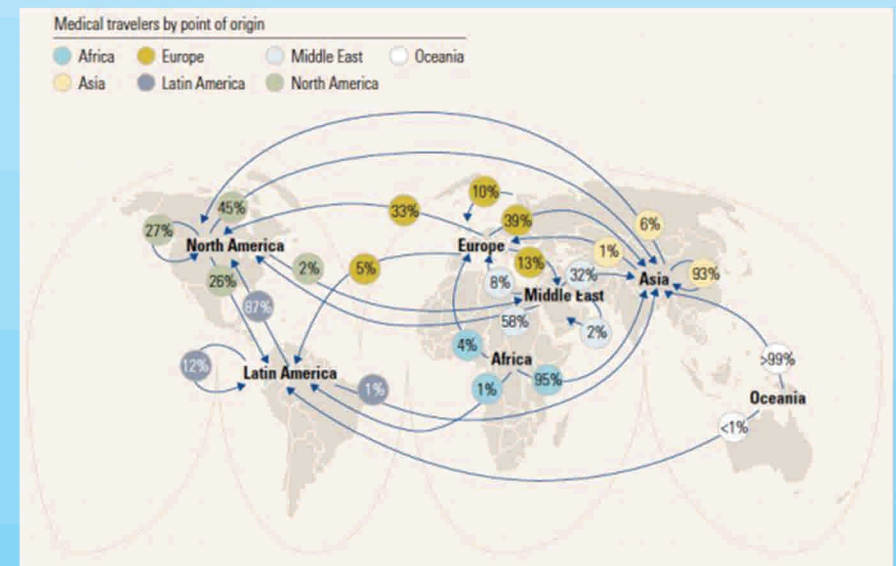 Medical travelers by point of origin
Africa Europe Middle East Oceania
Asia Latin America North America
10%
45% 33% 39% 6%
27%
North America Europe 1%
26% 2% 5% 13% 32% Asia 93%
8%
87% Middle East
58% 2%
4% >99%
12% Africa
Latin America 1% 1% 95%
Oceania
<1%